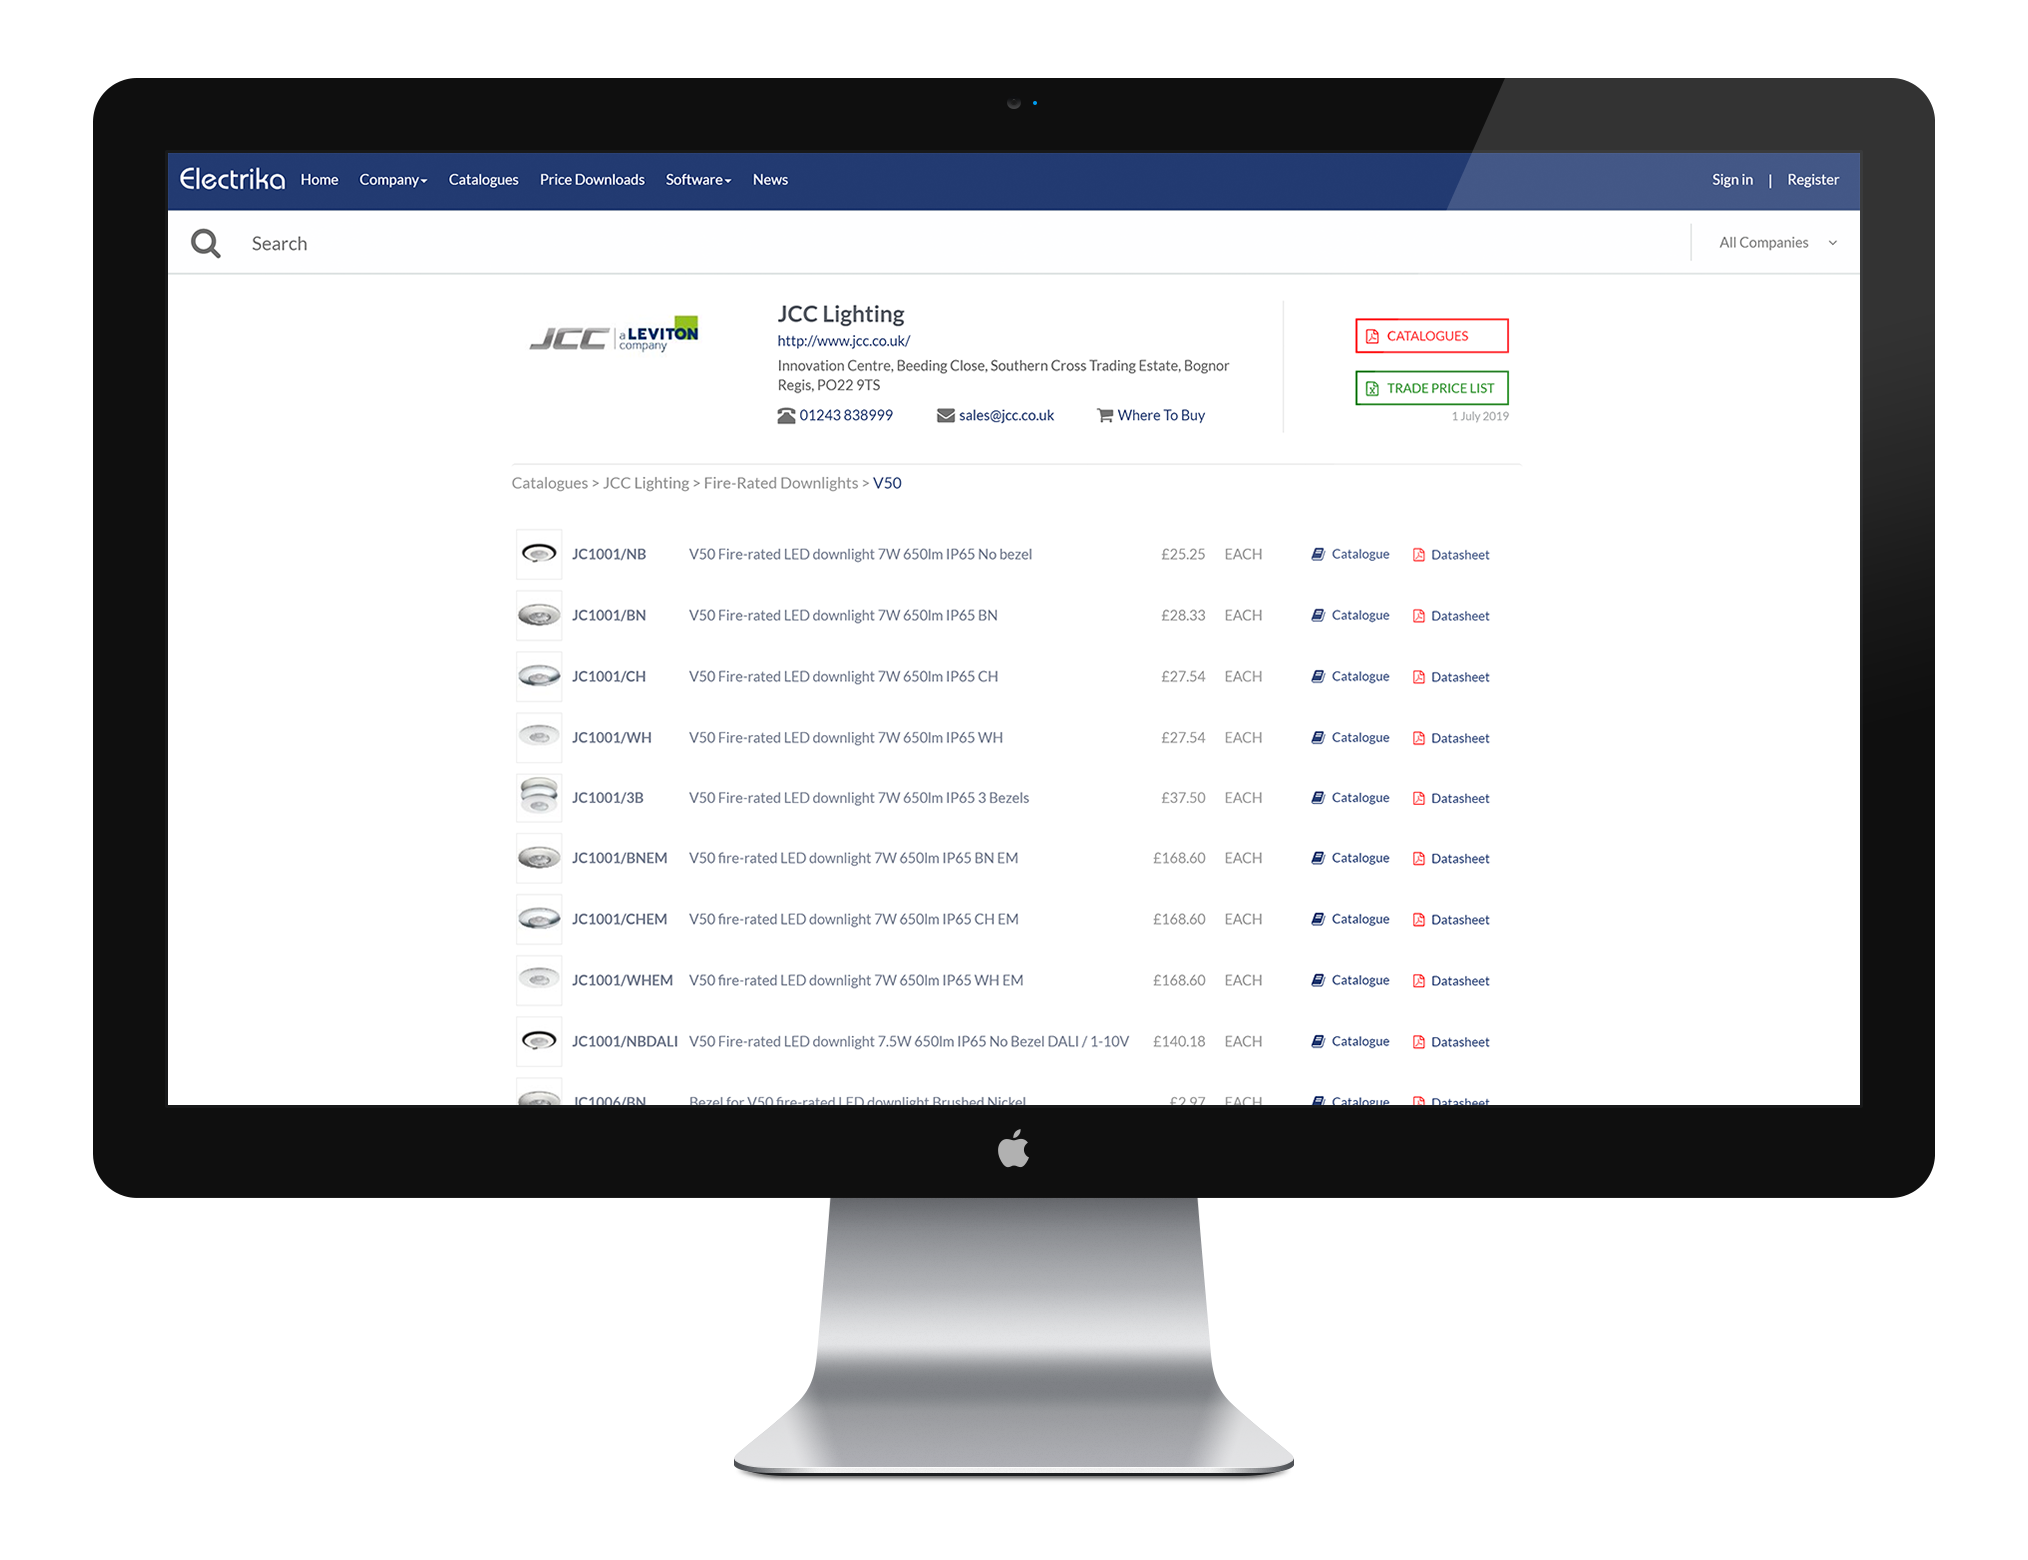 Electrika Home Company Catalogues Price Downloads Software News Sign in | Register
Search All Companies
JCC | a LEVITON company
JCC Lighting
http://www.jcc.co.uk/
Innovation Centre, Beeding Close, Southern Cross Trading Estate, Bognor
Regis, PO22 9TS
01243 838999 sales@jcc.co.uk Where To Buy
CATALOGUES
TRADE PRICE LIST
1 July 2019
Catalogues > JCC Lighting > Fire-Rated Downlights > V50
JC1001/NB V50 Fire-rated LED downlight 7W 650lm IP65 No bezel £25.25 EACH Catalogue Datasheet
JC1001/BN V50 Fire-rated LED downlight 7W 650lm IP65 BN £28.33 EACH Catalogue Datasheet
JC1001/CH V50 Fire-rated LED downlight 7W 650lm IP65 CH £27.54 EACH Catalogue Datasheet
JC1001/WH V50 Fire-rated LED downlight 7W 650lm IP65 WH £27.54 EACH Catalogue Datasheet
JC1001/3B V50 Fire-rated LED downlight 7W 650lm IP65 3 Bezels £37.50 EACH Catalogue Datasheet
JC1001/BNEM V50 fire-rated LED downlight 7W 650lm IP65 BN EM £168.60 EACH Catalogue Datasheet
JC1001/CHEM V50 fire-rated LED downlight 7W 650lm IP65 CH EM £168.60 EACH Catalogue Datasheet
JC1001/WHEM V50 fire-rated LED downlight 7W 650lm IP65 WH EM £168.60 EACH Catalogue Datasheet
JC1001/NBDALI V50 Fire-rated LED downlight 7.5W 650lm IP65 No Bezel DALI / 1-10V £140.18 EACH Catalogue Datasheet
JC1006/BN Bezel for V50 fire-rated LED downlight Brushed Nickel £2.97 EACH Catalogue Datasheet